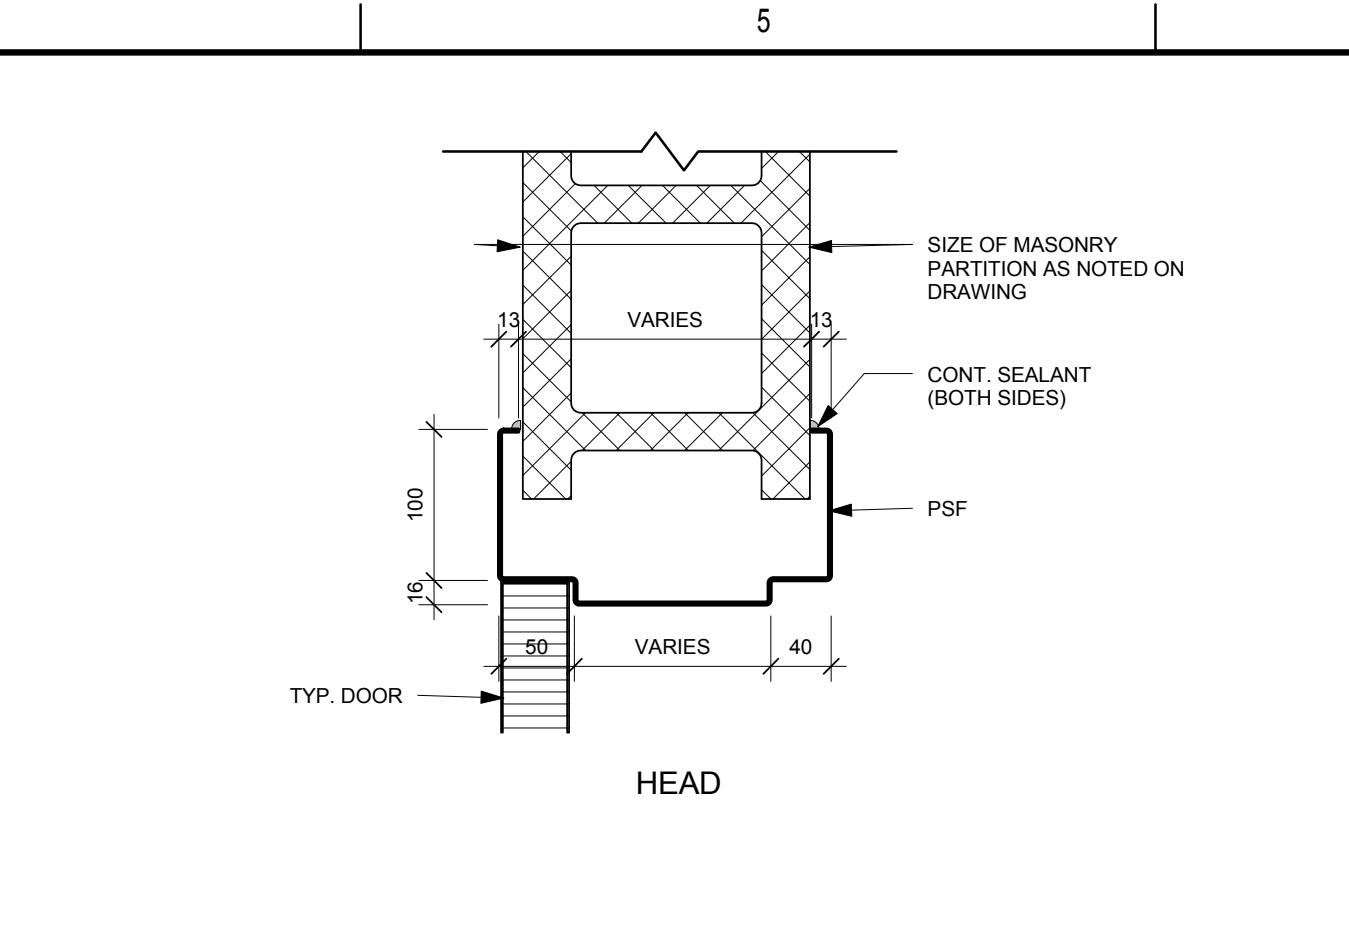 5
SIZE OF MASONRY
PARTITION AS NOTED ON
DRAWING
13
VARIES
13
CONT. SEALANT
(BOTH SIDES)
100
PSF
16
50
VARIES
40
TYP. DOOR
HEAD